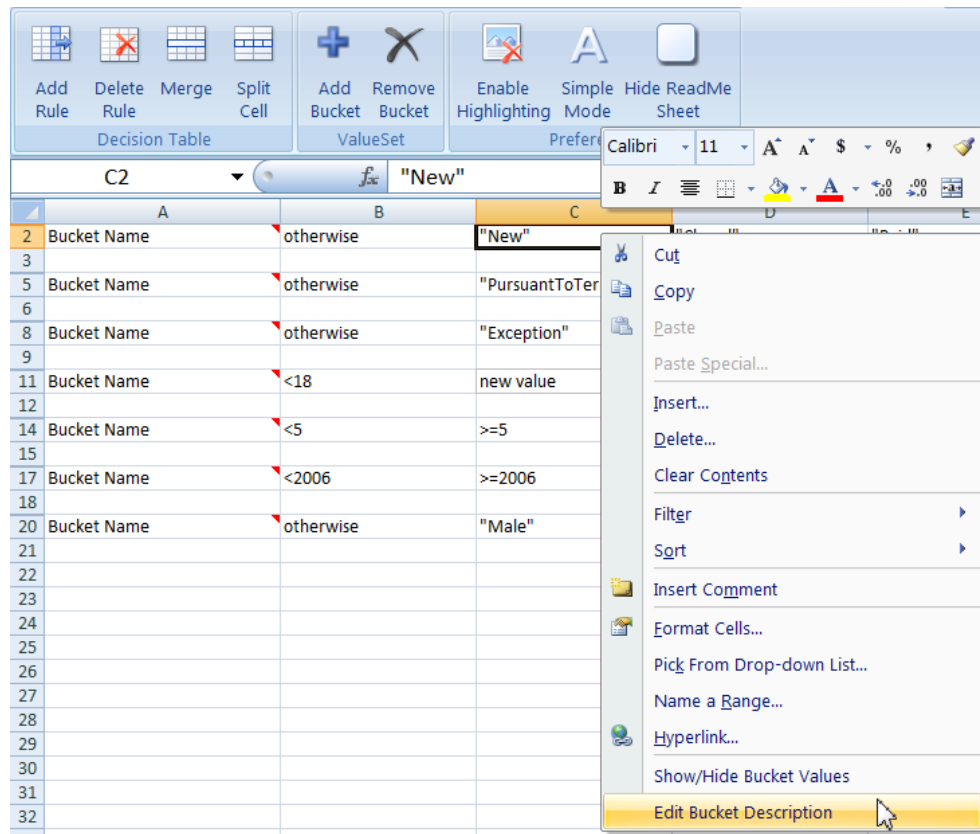 Add Delete Merge Split Add Remove Enable Simple Hide ReadMe
Rule Rule Cell Bucket Bucket Highlighting Mode Sheet
Decision Table ValueSet Prefere
Calibri 11 A A $ % ,
B I A .00 .00
C2 fx "New"
A B C D E
2 Bucket Name otherwise "New"
3
5 Bucket Name otherwise "PursuantToTer
6
8 Bucket Name otherwise "Exception"
9
11 Bucket Name <18 new value
12
14 Bucket Name <5 >=5
15
17 Bucket Name <2006 >=2006
18
20 Bucket Name otherwise "Male"
21
22
23
24
25
26
27
28
29
30
31
32
Cut
Copy
Paste
Paste Special...
Insert...
Delete...
Clear Contents
Filter
Sort
Insert Comment
Format Cells...
Pick From Drop-down List...
Name a Range...
Hyperlink...
Show/Hide Bucket Values
Edit Bucket Description